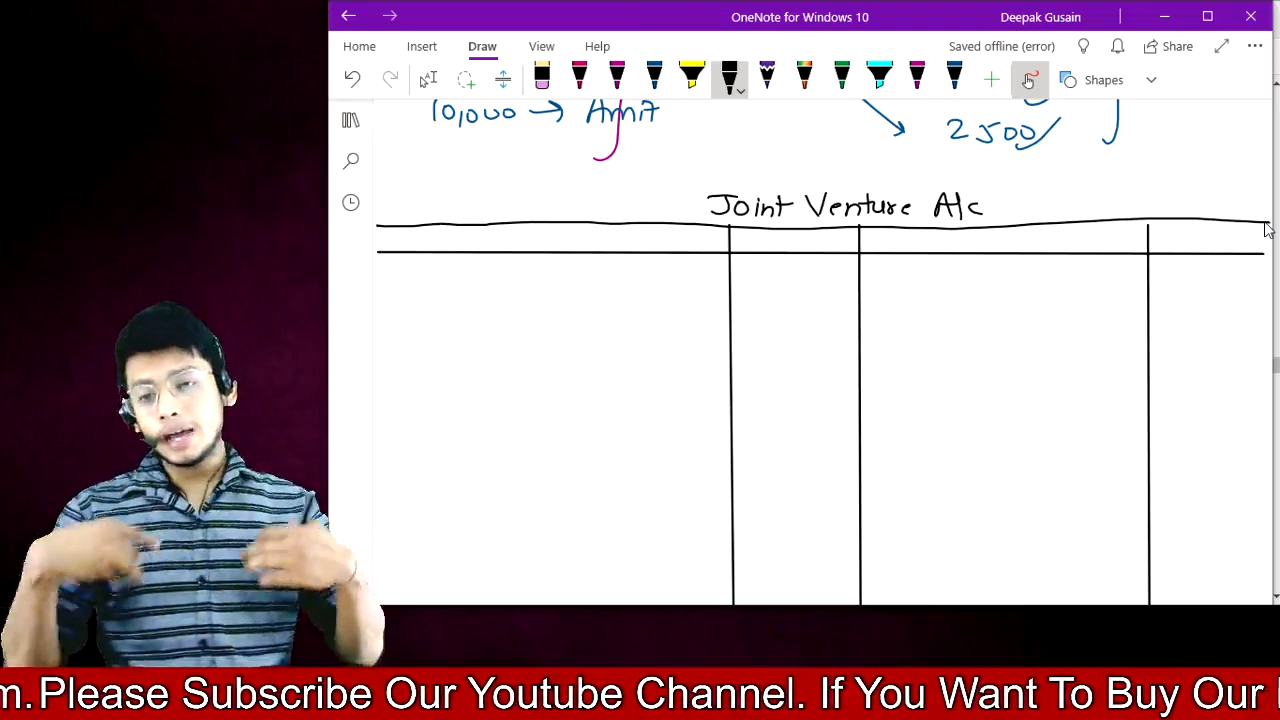 OneNote for Windows 10
Deepak Gusain
Home Insert Draw View Help
Saved offline (error)
Share
Shapes
10,000 → Amit
2500/
Joint Venture A/c
m. Please Subscribe Our Youtube Channel. If You Want To Buy Our